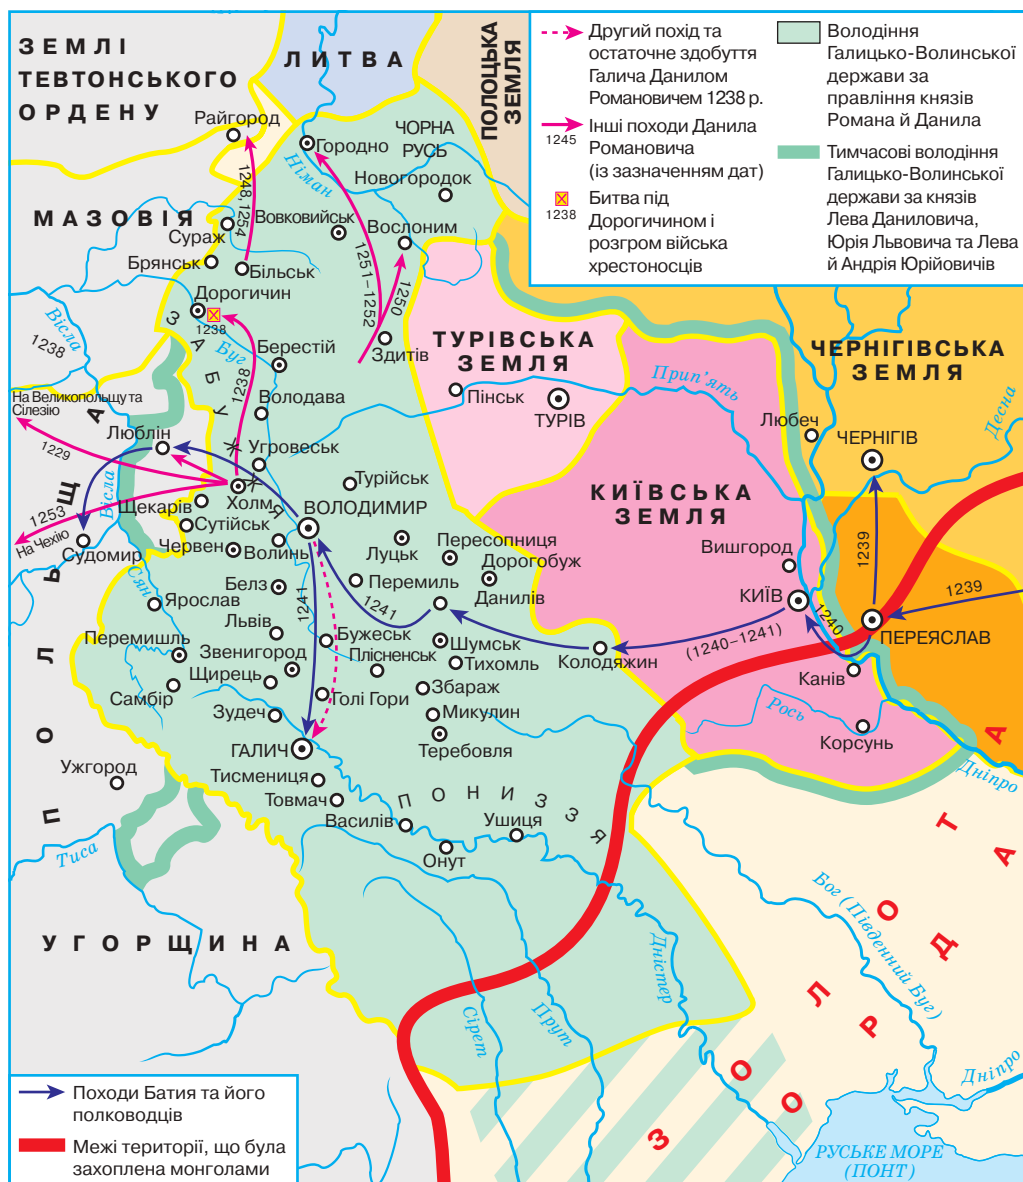 ЗЕМЛІ
ТЕВТОНСЬКОГО
ОРДЕНУ
ЛИТВА
ПОЛОЦЬКА
ЗЕМЛЯ
Другий похід та
остаточне здобуття
Галича Данилом
Романовичем 1238 р.
1245
Інші походи Данила
Романовича
(із зазначенням дат)
1238
Битва під
Дорогичином і
розгром війська
хрестоносців
Володіння
Галицько-Волинської
держави за
правління князів
Романа й Данила
Тимчасові володіння
Галицько-Волинської
держави за князів
Лева Даниловича,
Юрія Львовича та Лева
й Андрія Юрійовичів
Райгород
Городно
ЧОРНА
РУСЬ
Німан
Новогородок
1248, 1254
МАЗОВІЯ
Вовковийськ
Сураж
Вослоним
Брянськ
Більськ
1251–1252
1250
Дорогичин
1238
ЗАБУЖЖЯ
Буг
Вісла
1238
Берестій
Здитів
ТУРІВСЬКА
ЗЕМЛЯ
ЧЕРНІГІВСЬКА
ЗЕМЛЯ
1238
Прип'ять
Пінськ
ТУРІВ
На Великопольщу та
Сілезію
Володава
Любеч
Десна
ЧЕРНІГІВ
Люблін
1229
Угровеськ
Вісла
Холм
Турійськ
КИЇВСЬКА
ЗЕМЛЯ
Щекарів
ВОЛОДИМИР
1253
На Чехію
Сутійськ
Судомир
Червен
Волинь
Луцьк
Пересопниця
Вишгород
Дорогобуж
1239
Сян
Белз
Перемиль
Данилів
КИЇВ
1239
Ярослав
1241
1241
1240
Львів
Бужеськ
ПЕРЕЯСЛАВ
Перемишль
Звенигород
Плісненськ
Шумськ
(1240–1241)
Тихомль
Колодяжин
Щирець
Канів
Самбір
Голі Гори
Збараж
Рось
Зудеч
Микулин
Корсунь
ГАЛИЧ
Теребовля
Ужгород
Тисмениця
Дніпро
Товмач
ПОНИЗЗЯ
Василів
Ушиця
Онут
Тиса
ПОЛЬЩА
УГОРЩИНА
Бог (Південний Буг)
Дністер
Сірет
Прут
ЗОЛОТА
ОРДА
Дніпро
РУСЬКЕ МОРЕ
(ПОНТ)
Походи Батия та його
полководців
Межі території, що була
захоплена монголами